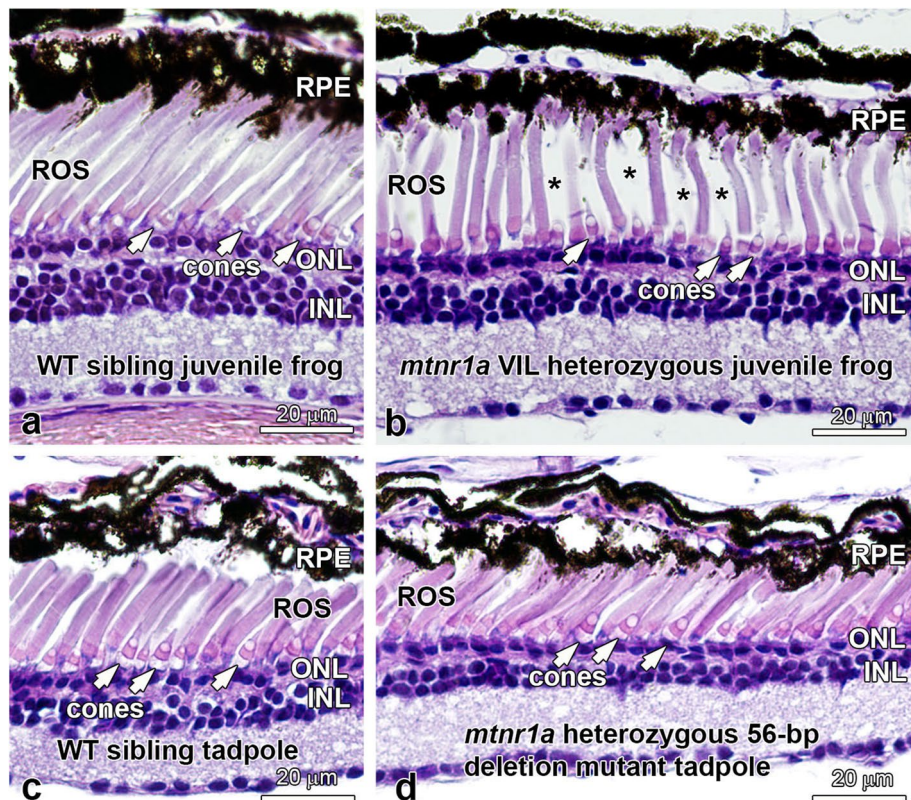 RPE
ROS
cones
ONL
INL
WT sibling juvenile frog
a
20 µm
RPE
ROS
* * * *
cones
ONL
INL
mtnr1a VIL heterozygous juvenile frog
b
20 µm
RPE
ROS
cones
ONL
INL
WT sibling tadpole
c
20 µm
RPE
ROS
cones
ONL
INL
mtnr1a heterozygous 56-bp
deletion mutant tadpole
d
20 µm